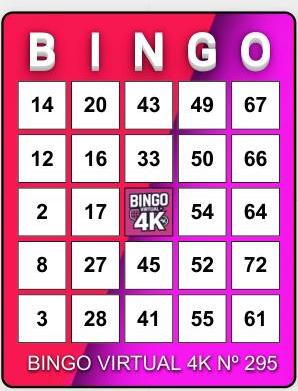 B I N G O
14 20 43 49 67
12 16 33 50 66
2 17 BINGO VIRTUAL 4K 54 64
8 27 45 52 72
3 28 41 55 61
BINGO VIRTUAL 4K Nº 295